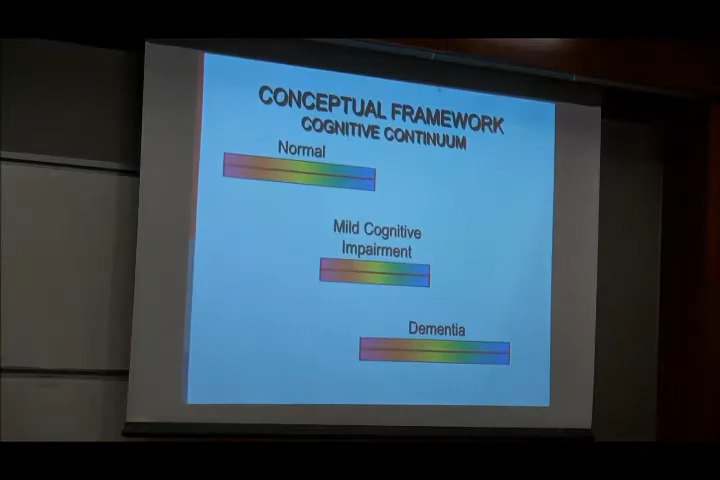 CONCEPTUAL FRAMEWORK
COGNITIVE CONTINUUM
Normal
Mild Cognitive
Impairment
Dementia